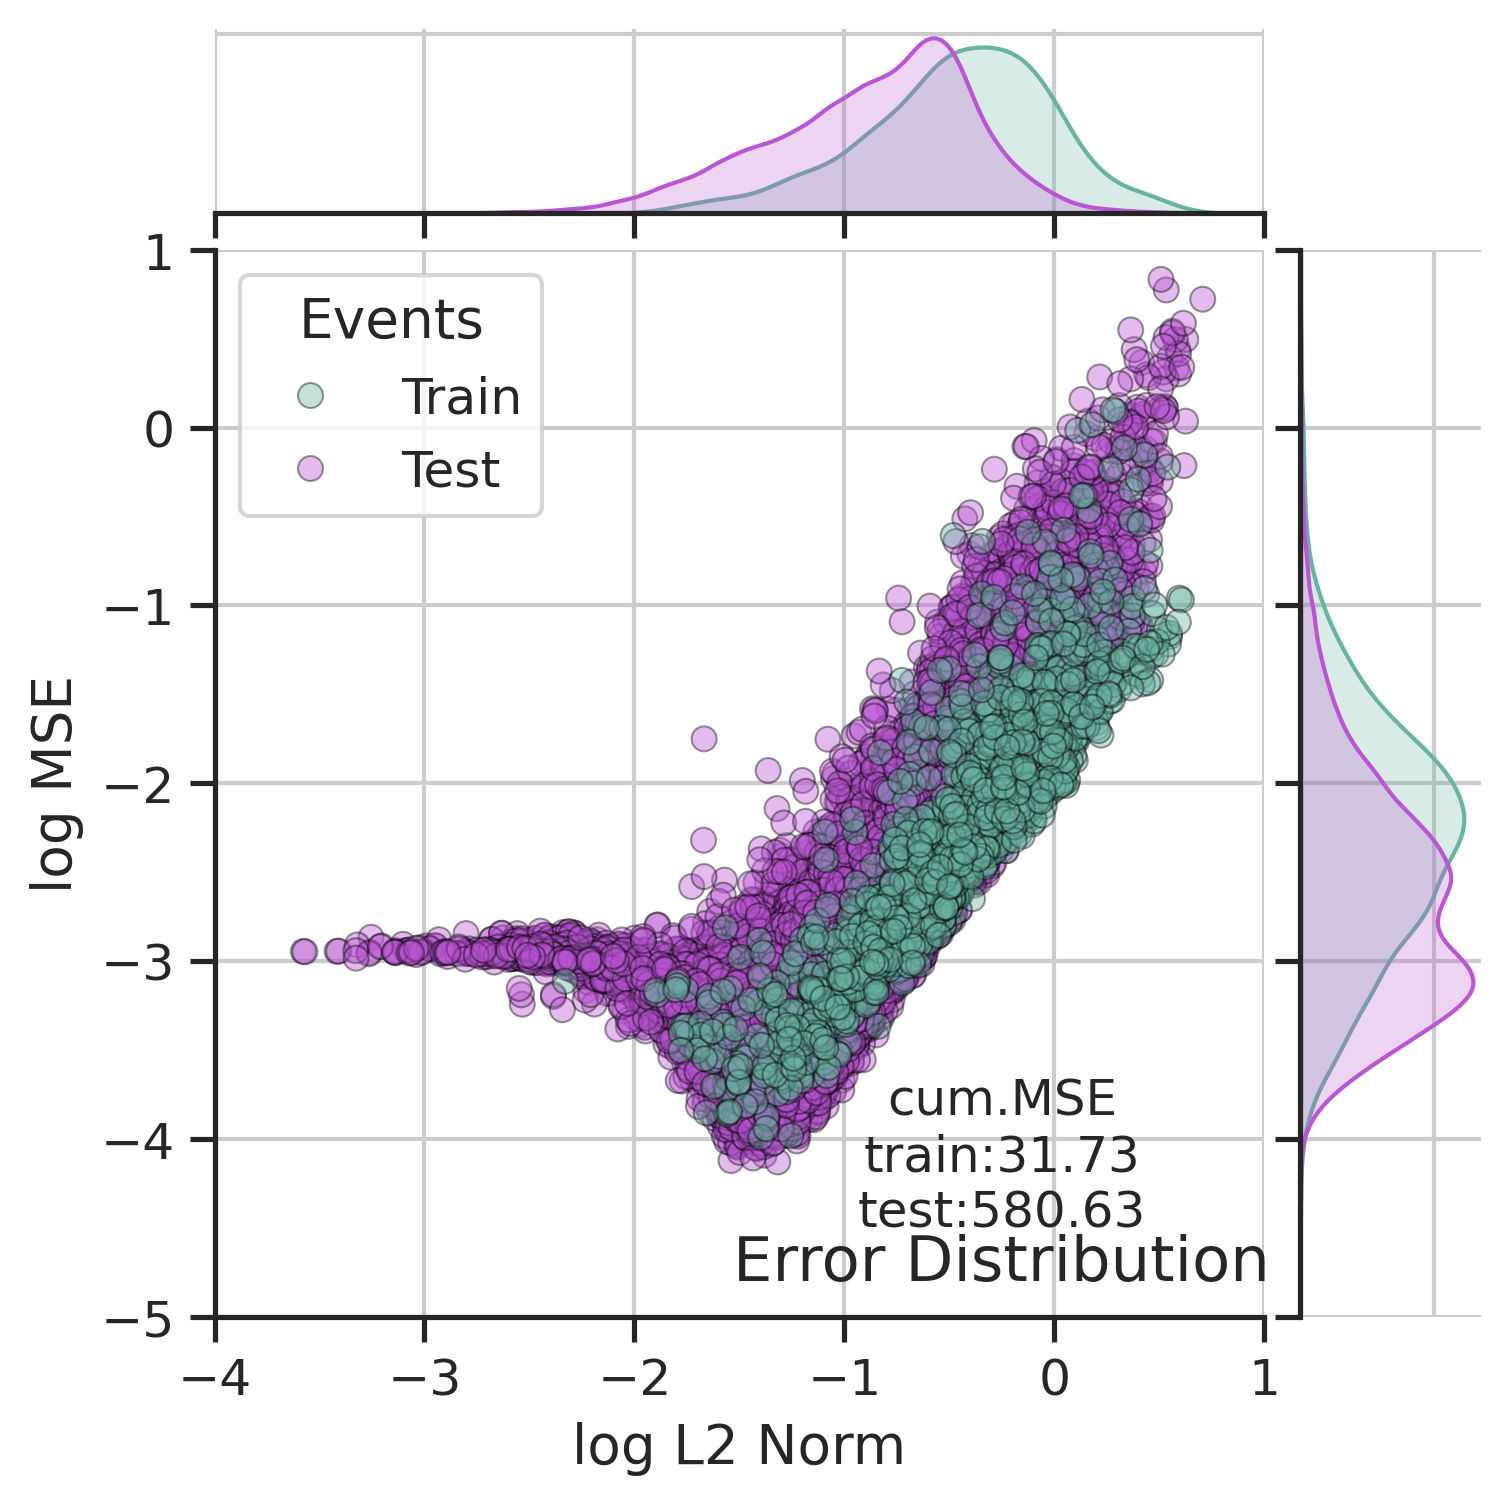 1
0
−1
−2
−3
−4
−5
log MSE
Events
Train
Test
cum.MSE
train:31.73
test:580.63
Error Distribution
−4 −3 −2 −1 0 1
log L2 Norm